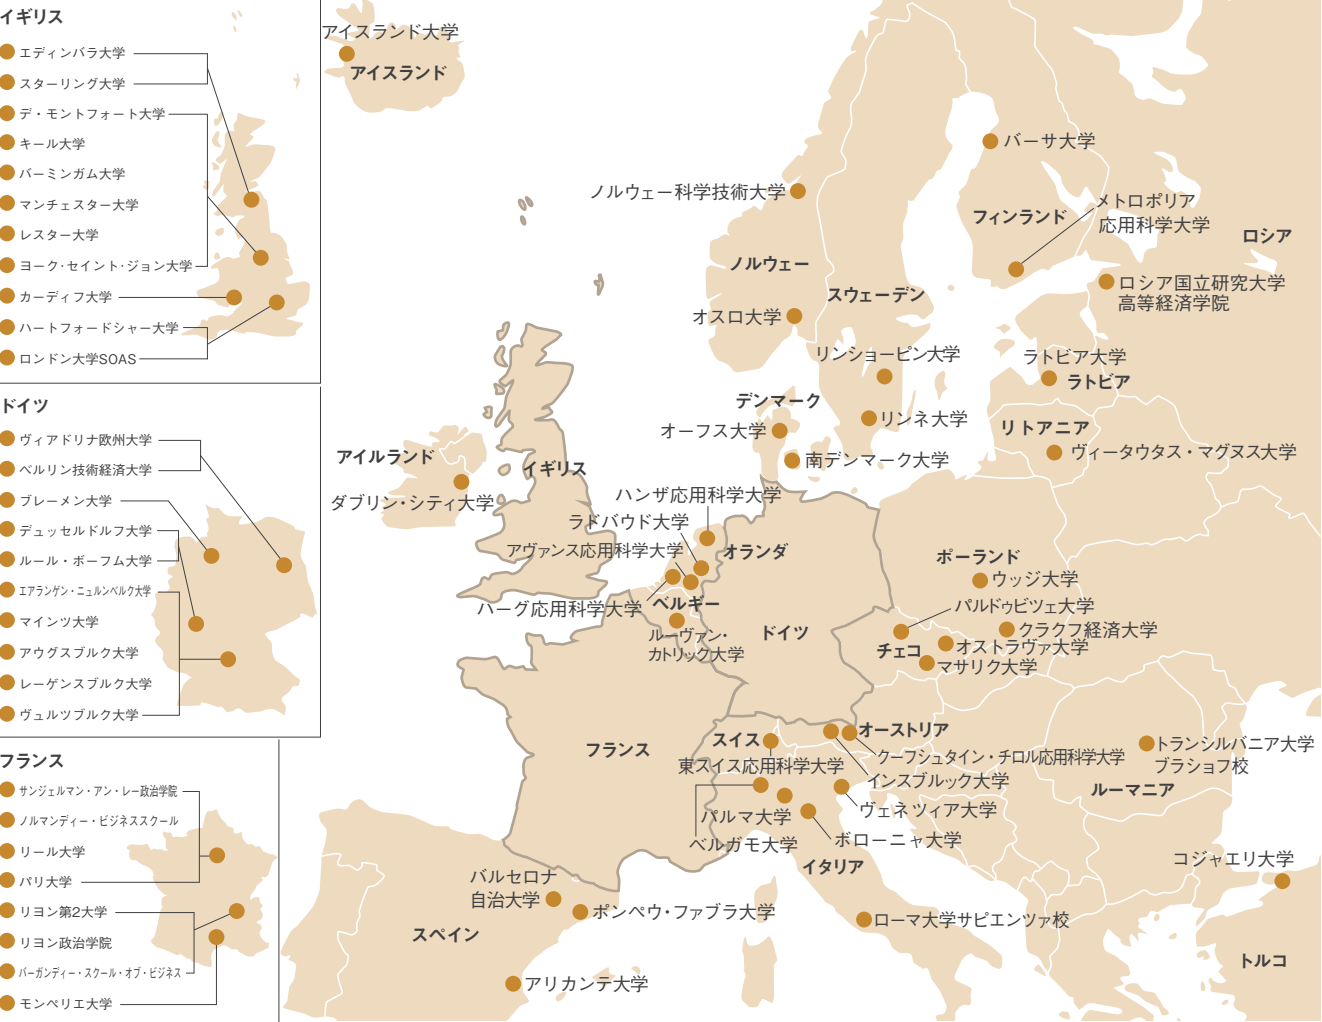 イギリス
エディンバラ大学
スターリング大学
デ・モントフォート大学
キール大学
バーミンガム大学
マンチェスター大学
レスター大学
ヨーク・セイント・ジョン大学
カーディフ大学
ハートフォードシャー大学
ロンドン大学SOAS
ドイツ
ヴィアドリナ欧州大学
ベルリン技術経済大学
ブレーメン大学
デュッセルドルフ大学
ルール・ボーフム大学
エアランゲン・ニュルンベルク大学
マインツ大学
アウグスブルク大学
レーゲンスブルク大学
ヴュルツブルク大学
フランス
サンジェルマン・アン・レー政治学院
ノルマンディー・ビジネススクール
リール大学
パリ大学
リヨン第2大学
リヨン政治学院
バーガンディー・スクール・オブ・ビジネス
モンペリエ大学
アイスランド大学
アイスランド
バーサ大学
ノルウェー科学技術大学
メトロポリア
応用科学大学
フィンランド
ロシア
ノルウェー
スウェーデン
ロシア国立研究大学
高等経済学院
オスロ大学
リンショーピン大学
ラトビア大学
ラトビア
デンマーク
オーフス大学
リンネ大学
リトアニア
ヴィータウタス・マグヌス大学
南デンマーク大学
アイルランド
ダブリン・シティ大学
イギリス
ハンザ応用科学大学
ラドバウド大学
アヴァンス応用科学大学
オランダ
ハーグ応用科学大学
ベルギー
ルーヴァン・
カトリック大学
ドイツ
ポーランド
ウッジ大学
パルドゥビツェ大学
クラクフ経済大学
チェコ
オストラヴァ大学
マサリク大学
フランス
スイス
オーストリア
東スイス応用科学大学
クーフシュタイン・チロル応用科学大学
インスブルック大学
トランシルバニア大学
ブラショフ校
ルーマニア
パルマ大学
ヴェネツィア大学
ベルガモ大学
ボローニャ大学
イタリア
コジャエリ大学
バルセロナ
自治大学
ポンペウ・ファブラ大学
ローマ大学サピエンツァ校
スペイン
トルコ
アリカンテ大学